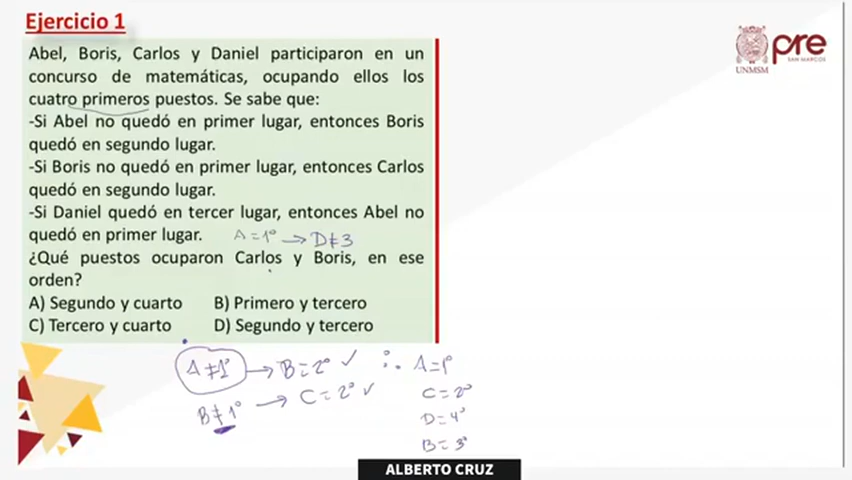 Ejercicio 1
Abel, Boris, Carlos y Daniel participaron en un
concurso de matemáticas, ocupando ellos los
cuatro primeros puestos. Se sabe que:
-Si Abel no quedó en primer lugar, entonces Boris
quedó en segundo lugar.
-Si Boris no quedó en primer lugar, entonces Carlos
quedó en segundo lugar.
-Si Daniel quedó en tercer lugar, entonces Abel no
quedó en primer lugar. A = 1° → D ≠ 3
¿Qué puestos ocuparon Carlos y Boris, en ese
orden?
A) Segundo y cuarto B) Primero y tercero
C) Tercero y cuarto D) Segundo y tercero
A ≠ 1° → B = 2° ✓ ∴ A = 1°
B ≠ 1° → C = 2° ✓ C = 2°
D = 4°
B = 3°
UNMSM
pre
SAN MARCOS
ALBERTO CRUZ